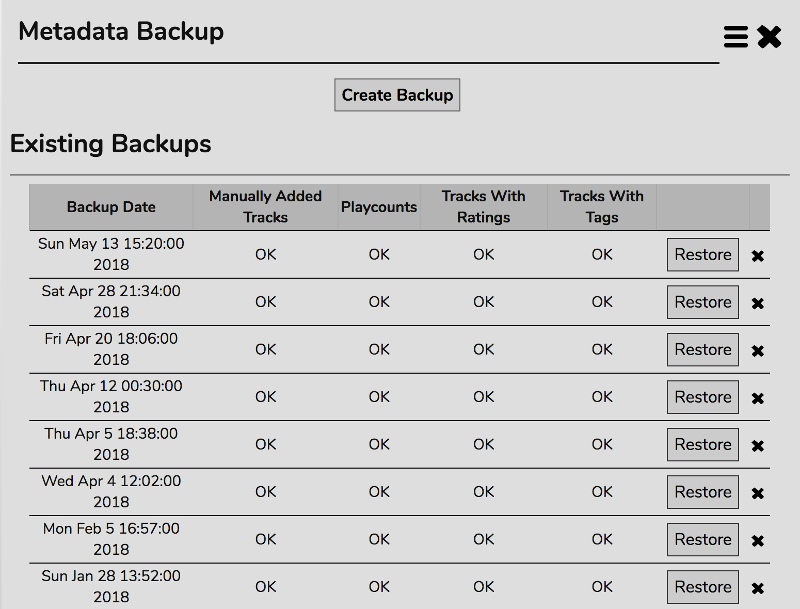 Metadata Backup
Create Backup
Existing Backups
Backup Date
Manually Added
Tracks
Playcounts
Tracks With
Ratings
Tracks With
Tags
Sun May 13 15:20:00
2018
OK OK OK OK Restore
Sat Apr 28 21:34:00
2018
OK OK OK OK Restore
Fri Apr 20 18:06:00
2018
OK OK OK OK Restore
Thu Apr 12 00:30:00
2018
OK OK OK OK Restore
Thu Apr 5 18:38:00
2018
OK OK OK OK Restore
Wed Apr 4 12:02:00
2018
OK OK OK OK Restore
Mon Feb 5 16:57:00
2018
OK OK OK OK Restore
Sun Jan 28 13:52:00
2018
OK OK OK OK Restore